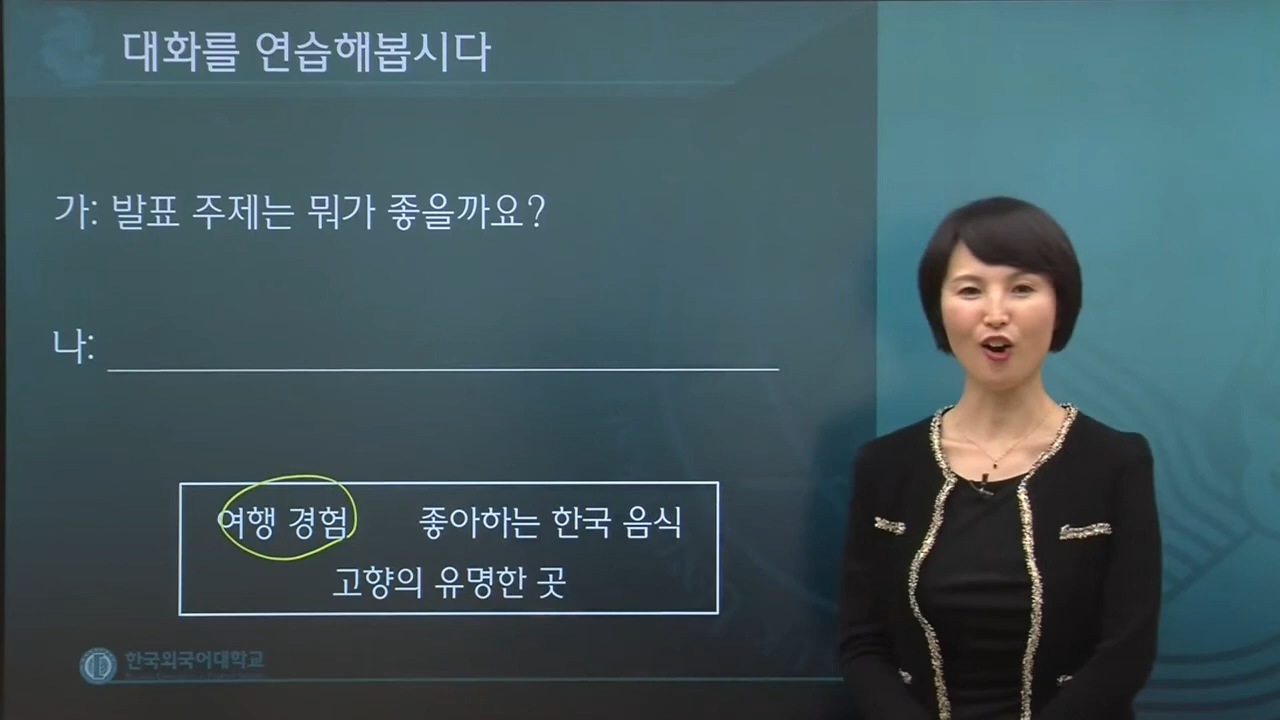 대화를 연습해봅시다
가: 발표 주제는 뭐가 좋을까요?
나:
여행 경험 좋아하는 한국 음식
고향의 유명한 곳
한국외국어대학교